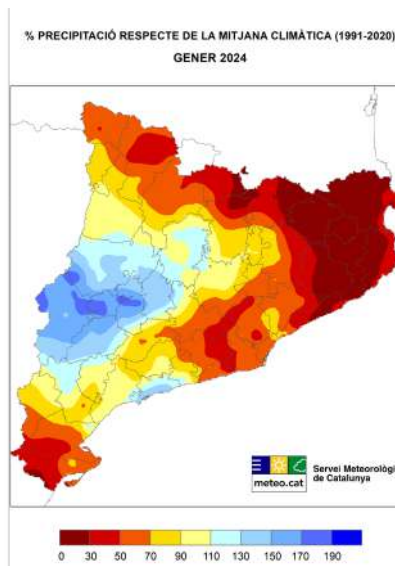 % PRECIPITACIÓ RESPECTE DE LA MITJANA CLIMÀTICA (1991-2020)
GENER 2024
meteo.cat
Servei Meteorològic
de Catalunya
0 30 50 70 90 110 130 150 170 190